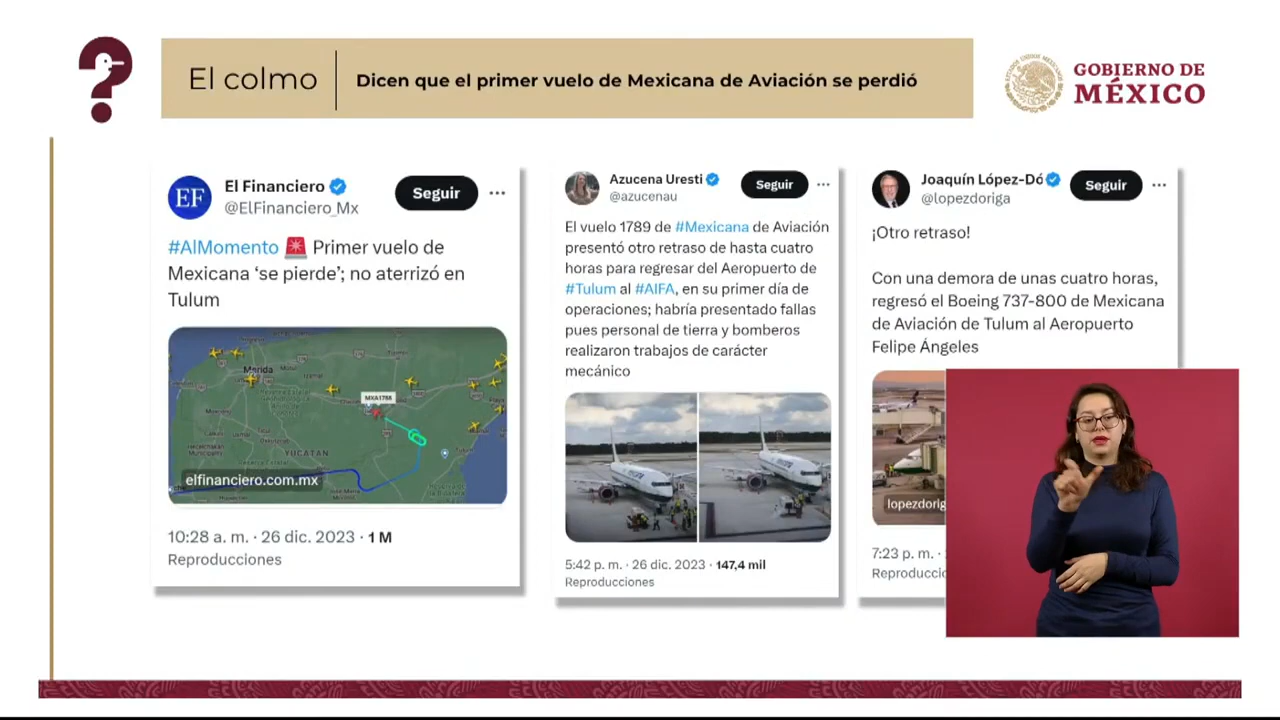 El colmo
Dicen que el primer vuelo de Mexicana de Aviación se perdió
GOBIERNO DE
MÉXICO
EF
El Financiero
Seguir
@ElFinanciero_Mx
#AlMomento 🚨 Primer vuelo de
Mexicana ‘se pierde’; no aterrizó en
Tulum
Merida
MXA1788
YUCATÁN
Tulum
elfinanciero.com.mx
10:28 a. m. · 26 dic. 2023 · 1 M
Reproducciones
Azucena Uresti
Seguir
@azucenau
El vuelo 1789 de #Mexicana de Aviación
presentó otro retraso de hasta cuatro
horas para regresar del Aeropuerto de
#Tulum al #AIFA, en su primer día de
operaciones; habría presentado fallas
pues personal de tierra y bomberos
realizaron trabajos de carácter
mecánico
5:42 p. m. · 26 dic. 2023 · 147,4 mil
Reproducciones
Joaquín López-Dó
Seguir
@lopezdoriga
¡Otro retraso!
Con una demora de unas cuatro horas,
regresó el Boeing 737-800 de Mexicana
de Aviación de Tulum al Aeropuerto
Felipe Ángeles
lopezdorig
7:23 p. m. ·
Reproduccio